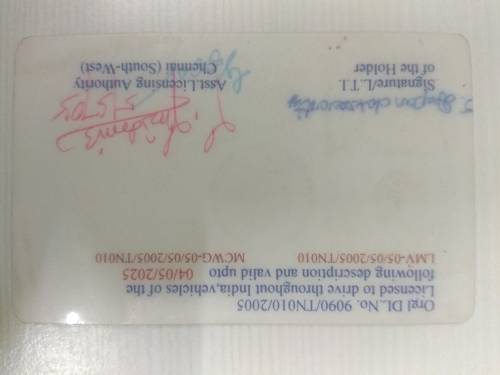 Orgl DL.No. 9090/TN010/2005
Licensed to drive throughout India,vehicles of the
following description and valid upto 04/05/2025
LMV-05/05/2005/TN010 MCWG-05/05/2005/TN010
Signature/L.T.I. Asst.Licensing Authority
of the Holder Chennai (South-West)